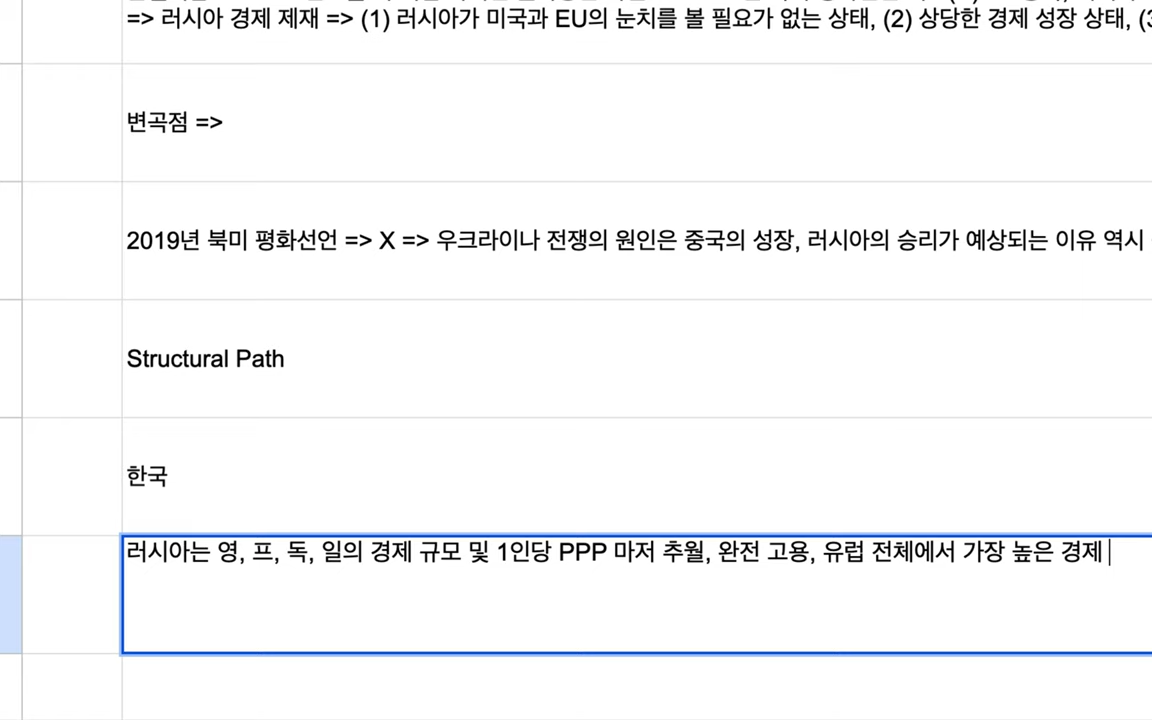 => 러시아 경제 제재 => (1) 러시아가 미국과 EU의 눈치를 볼 필요가 없는 상태, (2) 상당한 경제 성장 상태,
변곡점 =>
2019년 북미 평화선언 => X => 우크라이나 전쟁의 원인은 중국의 성장, 러시아의 승리가 예상되는 이유 역시
Structural Path
한국
러시아는 영, 프, 독, 일의 경제 규모 및 1인당 PPP 마저 추월, 완전 고용, 유럽 전체에서 가장 높은 경제